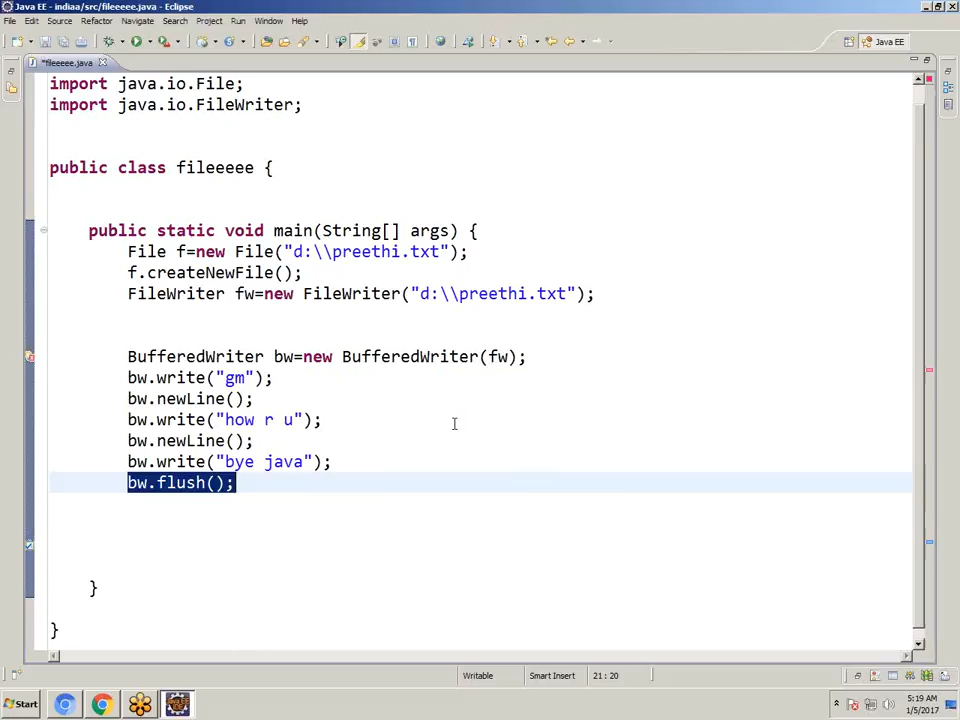 Java EE - indiaa/src/fileeeee.java - Eclipse
File Edit Source Refactor Navigate Search Project Run Window Help
Java EE
*fileeeee.java
import java.io.File;
import java.io.FileWriter;
public class fileeeee {
public static void main(String[] args) {
File f=new File("d:\\preethi.txt");
f.createNewFile();
FileWriter fw=new FileWriter("d:\\preethi.txt");
BufferedWriter bw=new BufferedWriter(fw);
bw.write("gm");
bw.newLine();
bw.write("how r u");
bw.newLine();
bw.write("bye java");
bw.flush();
}
}
Writable Smart Insert 21 : 20
Start
5:19 AM
1/5/2017